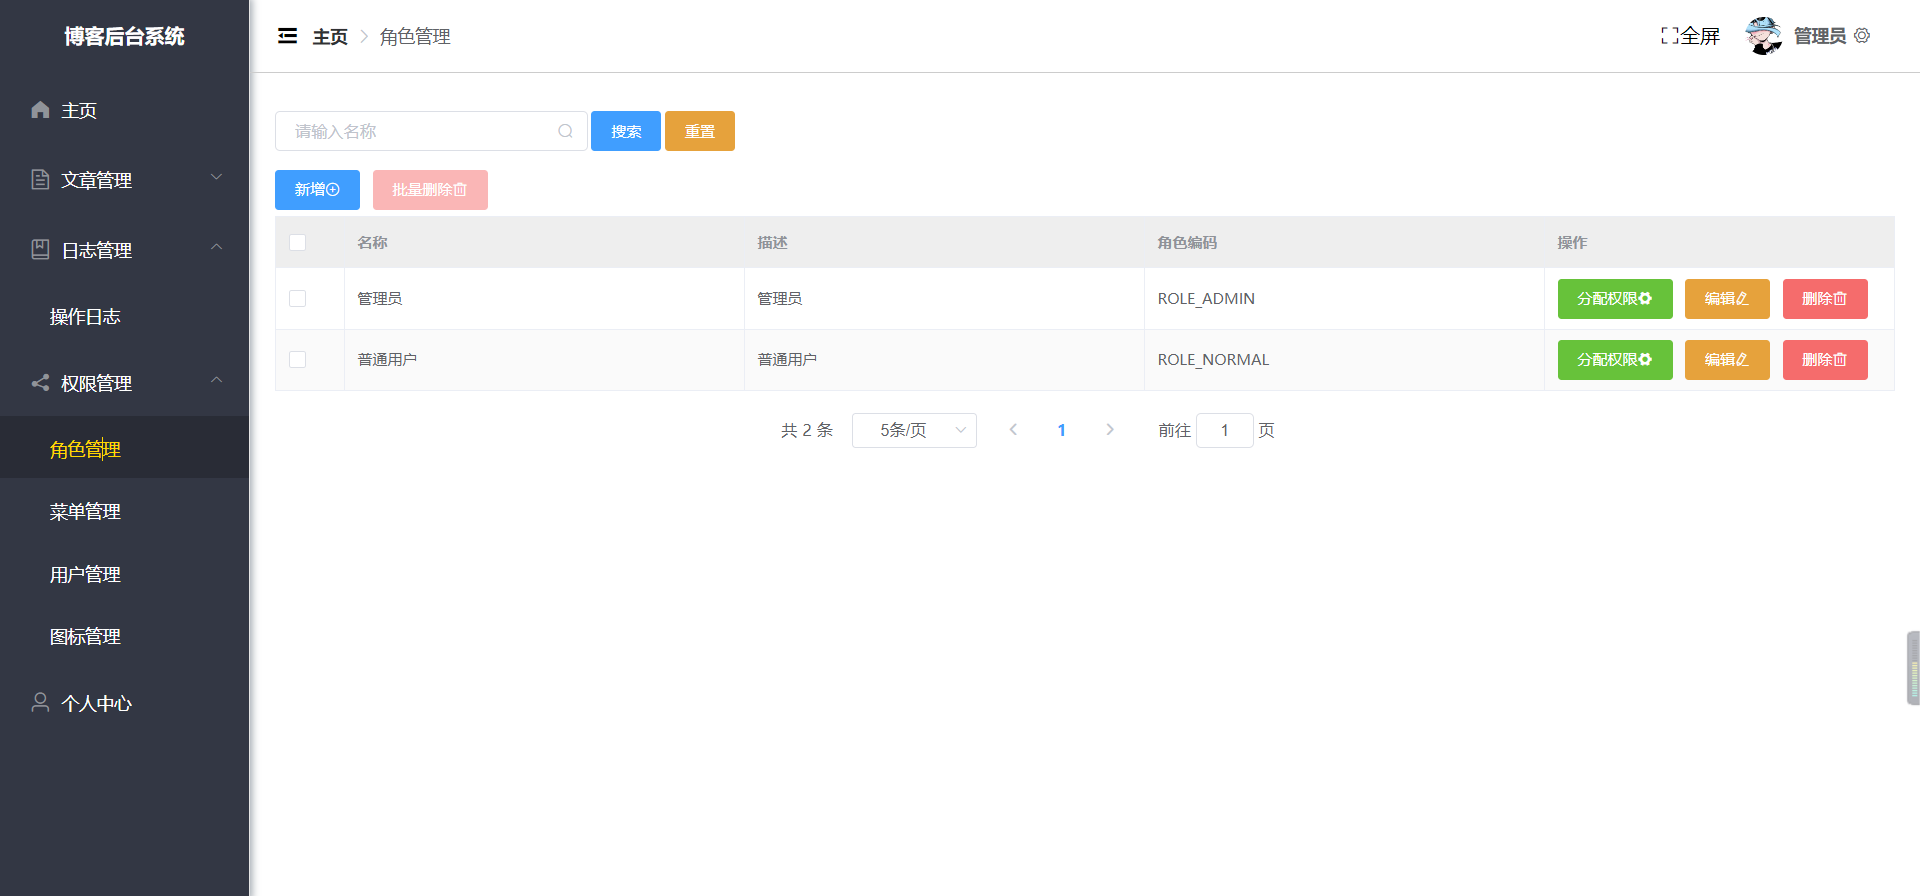 博客后台系统
主页
文章管理
日志管理
操作日志
权限管理
角色管理
菜单管理
用户管理
图标管理
个人中心
主页 角色管理
全屏 管理员
请输入名称 搜索 重置
新增 批量删除
名称 描述 角色编码 操作
管理员 管理员 ROLE_ADMIN 分配权限 编辑 删除
普通用户 普通用户 ROLE_NORMAL 分配权限 编辑 删除
共 2 条 5条/页 1 前往 1 页